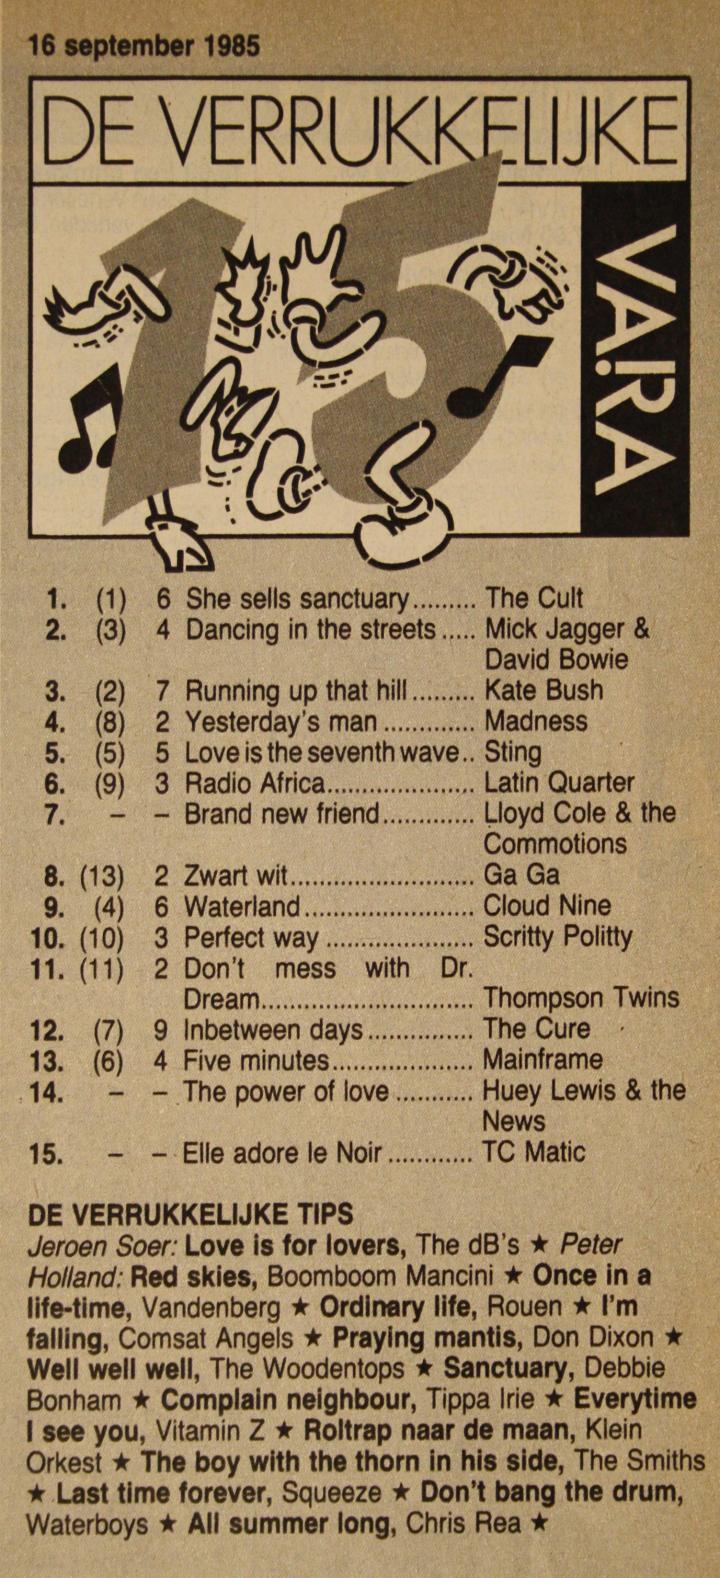 16 september 1985
DE VERRUKKELIJKE
15
VARA
1. (1) 6 She sells sanctuary......... The Cult
2. (3) 4 Dancing in the streets ..... Mick Jagger &
David Bowie
3. (2) 7 Running up that hill ......... Kate Bush
4. (8) 2 Yesterday's man ............. Madness
5. (5) 5 Love is the seventh wave.. Sting
6. (9) 3 Radio Africa...................... Latin Quarter
7. – – Brand new friend............. Lloyd Cole & the
Commotions
8. (13) 2 Zwart wit........................... Ga Ga
9. (4) 6 Waterland ......................... Cloud Nine
10. (10) 3 Perfect way ...................... Scritty Politty
11. (11) 2 Don't mess with Dr.
Dream............................... Thompson Twins
12. (7) 9 Inbetween days ............... The Cure
13. (6) 4 Five minutes..................... Mainframe
14. – – The power of love ........... Huey Lewis & the
News
15. – – Elle adore le Noir ............ TC Matic
DE VERRUKKELIJKE TIPS
Jeroen Soer: Love is for lovers, The dB's ★ Peter
Holland: Red skies, Boomboom Mancini ★ Once in a
life-time, Vandenberg ★ Ordinary life, Rouen ★ I'm
falling, Comsat Angels ★ Praying mantis, Don Dixon ★
Well well well, The Woodentops ★ Sanctuary, Debbie
Bonham ★ Complain neighbour, Tippa Irie ★ Everytime
I see you, Vitamin Z ★ Roltrap naar de maan, Klein
Orkest ★ The boy with the thorn in his side, The Smiths
★ Last time forever, Squeeze ★ Don't bang the drum,
Waterboys ★ All summer long, Chris Rea ★